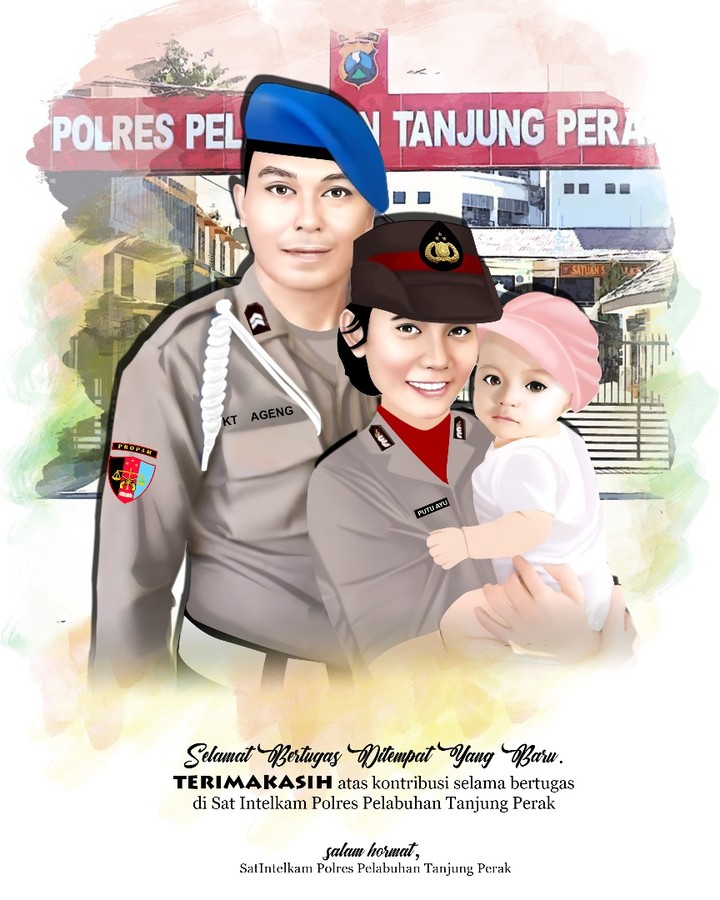 POLRES PEL N TANJUNG PERA
SATUAN
KT AGENG
PROPAM
PUTU AYU
Selamat Bertugas Ditempat Yang Baru.
TERIMAKASIH atas kontribusi selama bertugas
di Sat Intelkam Polres Pelabuhan Tanjung Perak
salam hormat,
SatIntelkam Polres Pelabuhan Tanjung Perak